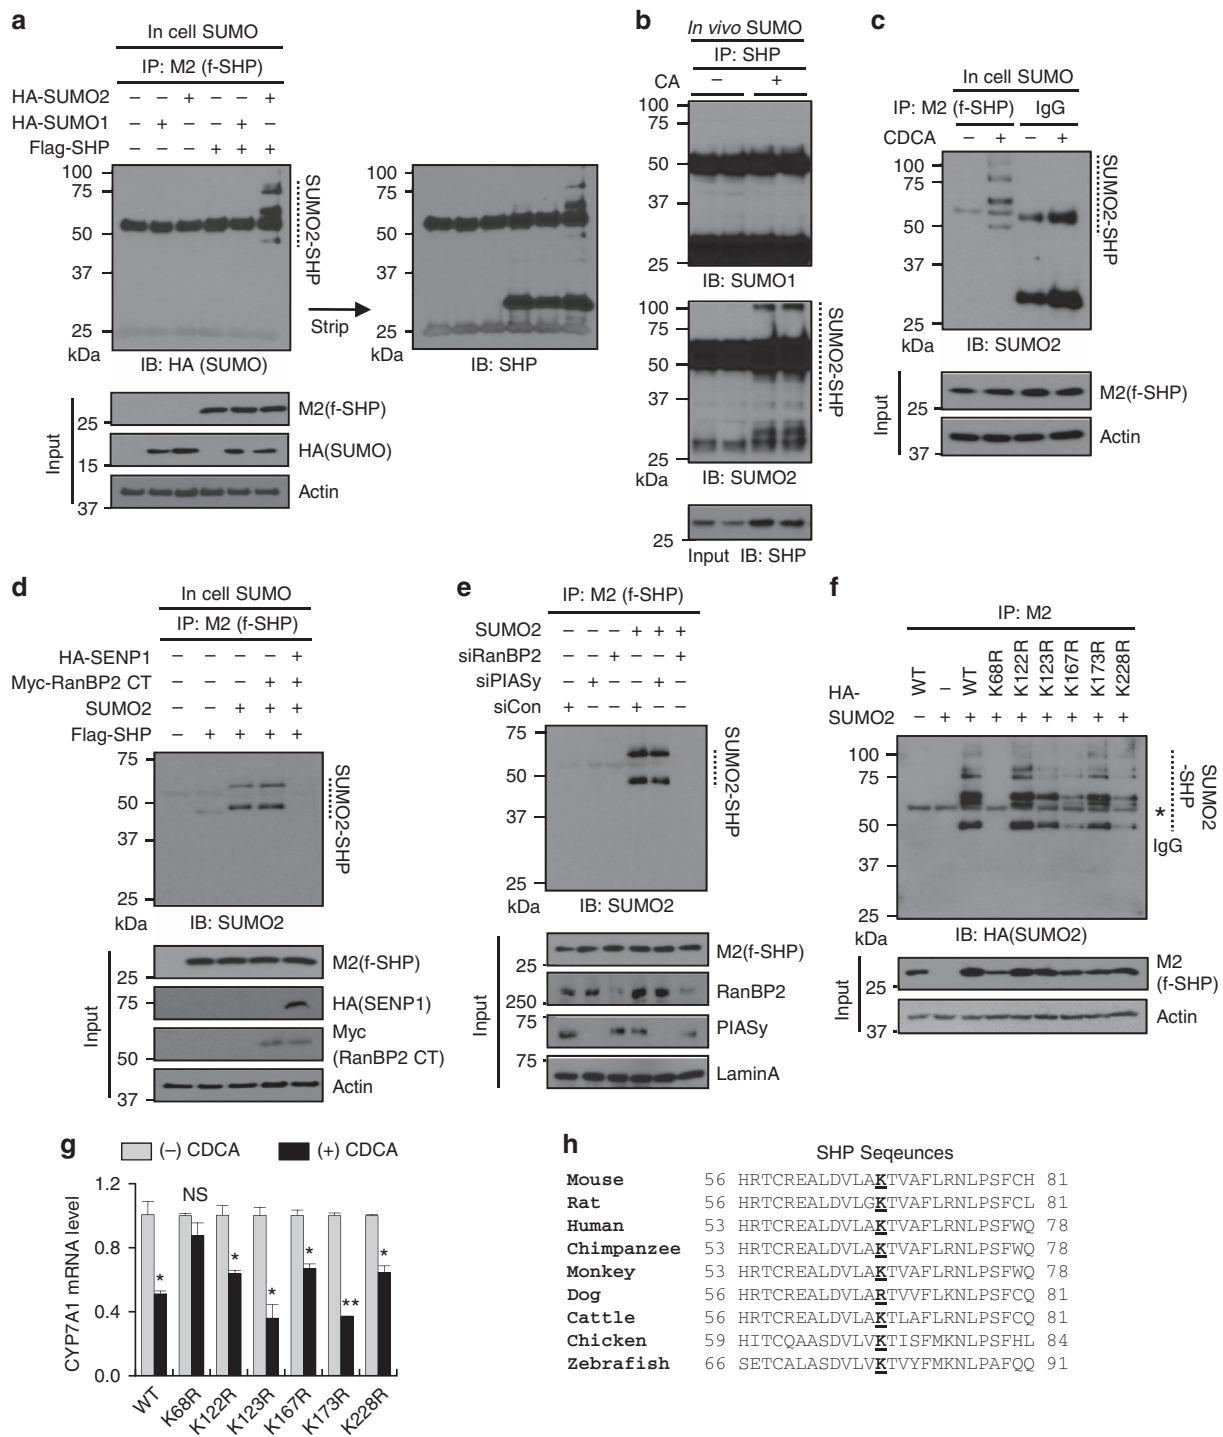 a
In cell SUMO
IP: M2 (f-SHP)
HA-SUMO2 – – + – – +
HA-SUMO1 – + – – + –
Flag-SHP – – – + + +
100
75
50
37
25
kDa
SUMO2-SHP
IB: HA (SUMO)
Strip
100
75
50
37
25
kDa
IB: SHP
Input
25
M2(f-SHP)
15
HA(SUMO)
37
Actin
b
In vivo SUMO
IP: SHP
CA – +
100
75
50
37
25
IB: SUMO1
100
75
50
37
25
kDa
SUMO2-SHP
IB: SUMO2
25
Input IB: SHP
c
In cell SUMO
IP: M2 (f-SHP) IgG
CDCA – + – +
100
75
50
37
25
kDa
SUMO2-SHP
IB: SUMO2
Input
25
M2(f-SHP)
37
Actin
d
In cell SUMO
IP: M2 (f-SHP)
HA-SENP1 – – – – +
Myc-RanBP2 CT – – – + +
SUMO2 – – + + +
Flag-SHP – + + + +
75
50
37
25
kDa
SUMO2-SHP
IB: SUMO2
Input
25
M2(f-SHP)
75
HA(SENP1)
50
Myc
(RanBP2 CT)
37
Actin
e
IP: M2 (f-SHP)
SUMO2 – – – + + +
siRanBP2 – – + – – +
siPIASy – + – – + –
siCon + – – + – –
75
50
37
25
kDa
SUMO2-SHP
IB: SUMO2
Input
25
M2(f-SHP)
250
RanBP2
75
PIASy
75
LaminA
f
IP: M2
WT – WT K68R K122R K123R K167R K173R K228R
HA-
SUMO2 – + + + + + + + +
100
75
50
37
25
kDa
SUMO2
-SHP
*
IgG
IB: HA(SUMO2)
Input
25
M2
(f-SHP)
37
Actin
g
(–) CDCA (+) CDCA
CYP7A1 mRNA level
1.2
0.8
0.4
0.0
* NS * * * ** *
WT K68R K122R K123R K167R K173R K228R
h
SHP Seqeunces
Mouse 56 HRTCREALDVLAKTVAFLRNLPSFCH 81
Rat 56 HRTCREALDVLGKTVAFLRNLPSFCL 81
Human 53 HRTCREALDVLAKTVAFLRNLPSFWQ 78
Chimpanzee 53 HRTCREALDVLAKTVAFLRNLPSFWQ 78
Monkey 53 HRTCREALDVLAKTVAFLRNLPSFWQ 78
Dog 56 HRTCREALDVLARTVVFLKNLPSFCQ 81
Cattle 56 HRTCREALDVLAKTLAFLRNLPSFCQ 81
Chicken 59 HITCQAASDVLVKTISFMKNLPSFHL 84
Zebrafish 66 SETCALASDVLVKTVYFMKNLPAFQQ 91